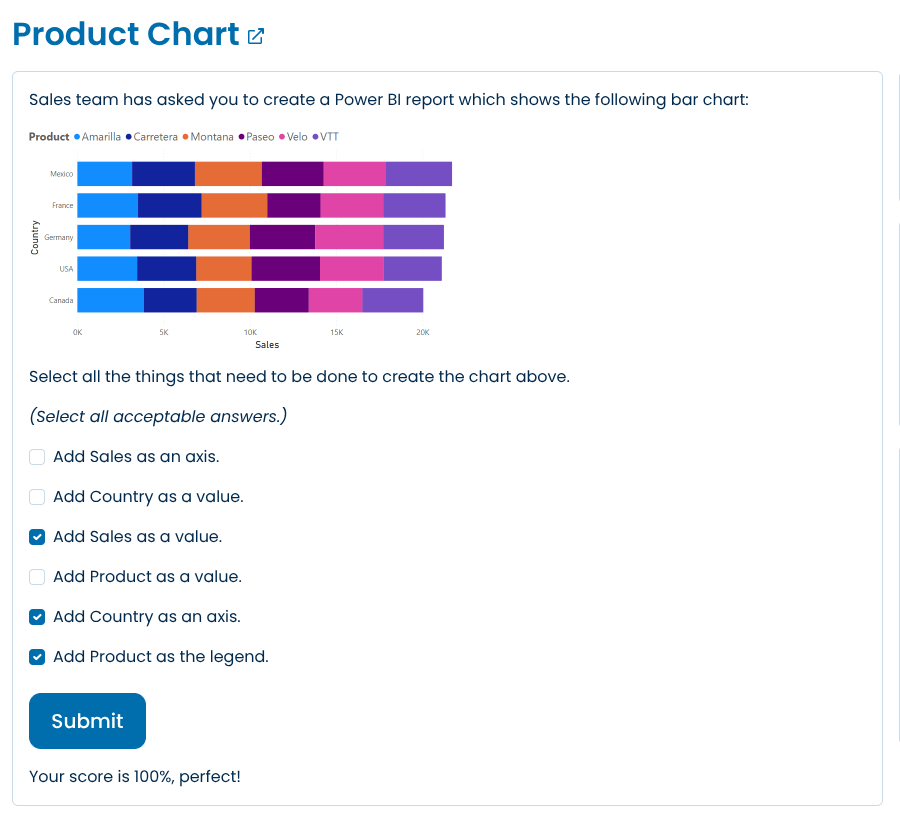 Product Chart
Sales team has asked you to create a Power BI report which shows the following bar chart:
Product Amarilla Carretera Montana Paseo Velo VTT
Mexico
France
Germany
USA
Canada
Country
0K 5K 10K 15K 20K
Sales
Select all the things that need to be done to create the chart above.
(Select all acceptable answers.)
Add Sales as an axis.
Add Country as a value.
Add Sales as a value.
Add Product as a value.
Add Country as an axis.
Add Product as the legend.
Submit
Your score is 100%, perfect!